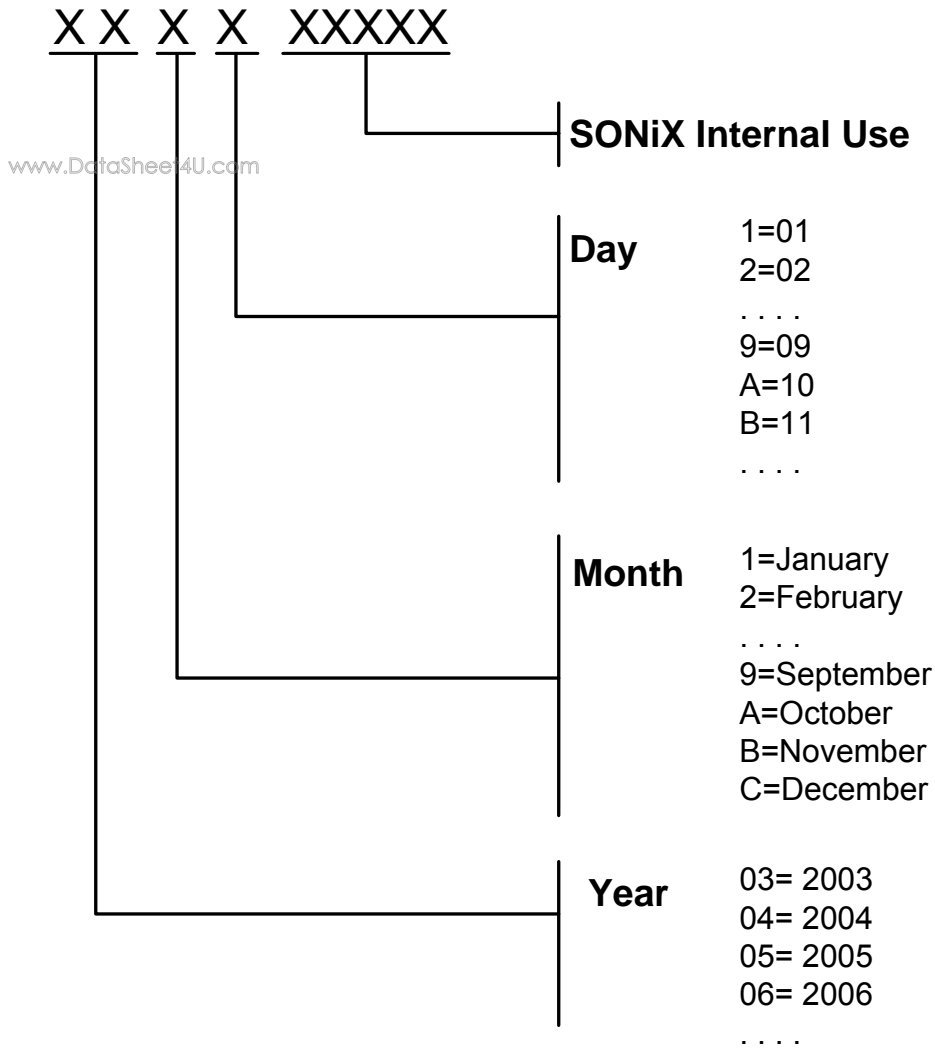 XX X X XXXXX
SONiX Internal Use
www.DataSheet4U.com
Day
1=01
2=02
. . . .
9=09
A=10
B=11
. . . .
Month
1=January
2=February
. . . .
9=September
A=October
B=November
C=December
Year
03= 2003
04= 2004
05= 2005
06= 2006
. . . .